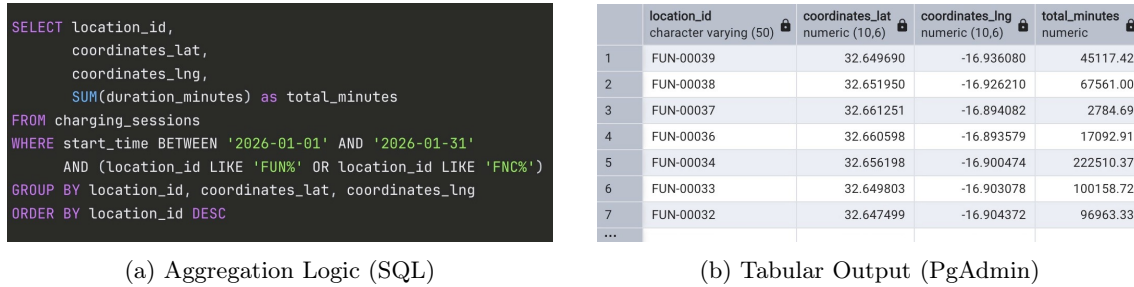 SELECT location_id,
coordinates_lat,
coordinates_lng,
SUM(duration_minutes) as total_minutes
FROM charging_sessions
WHERE start_time BETWEEN '2026-01-01' AND '2026-01-31'
AND (location_id LIKE 'FUN%' OR location_id LIKE 'FNC%')
GROUP BY location_id, coordinates_lat, coordinates_lng
ORDER BY location_id DESC
(a) Aggregation Logic (SQL)
location_id coordinates_lat coordinates_lng total_minutes
character varying (50) numeric (10,6) numeric (10,6) numeric
1 FUN-00039 32.649690 -16.936080 45117.42
2 FUN-00038 32.651950 -16.926210 67561.00
3 FUN-00037 32.661251 -16.894082 2784.69
4 FUN-00036 32.660598 -16.893579 17092.91
5 FUN-00034 32.656198 -16.900474 222510.37
6 FUN-00033 32.649803 -16.903078 100158.72
7 FUN-00032 32.647499 -16.904372 96963.33
...
(b) Tabular Output (PgAdmin)